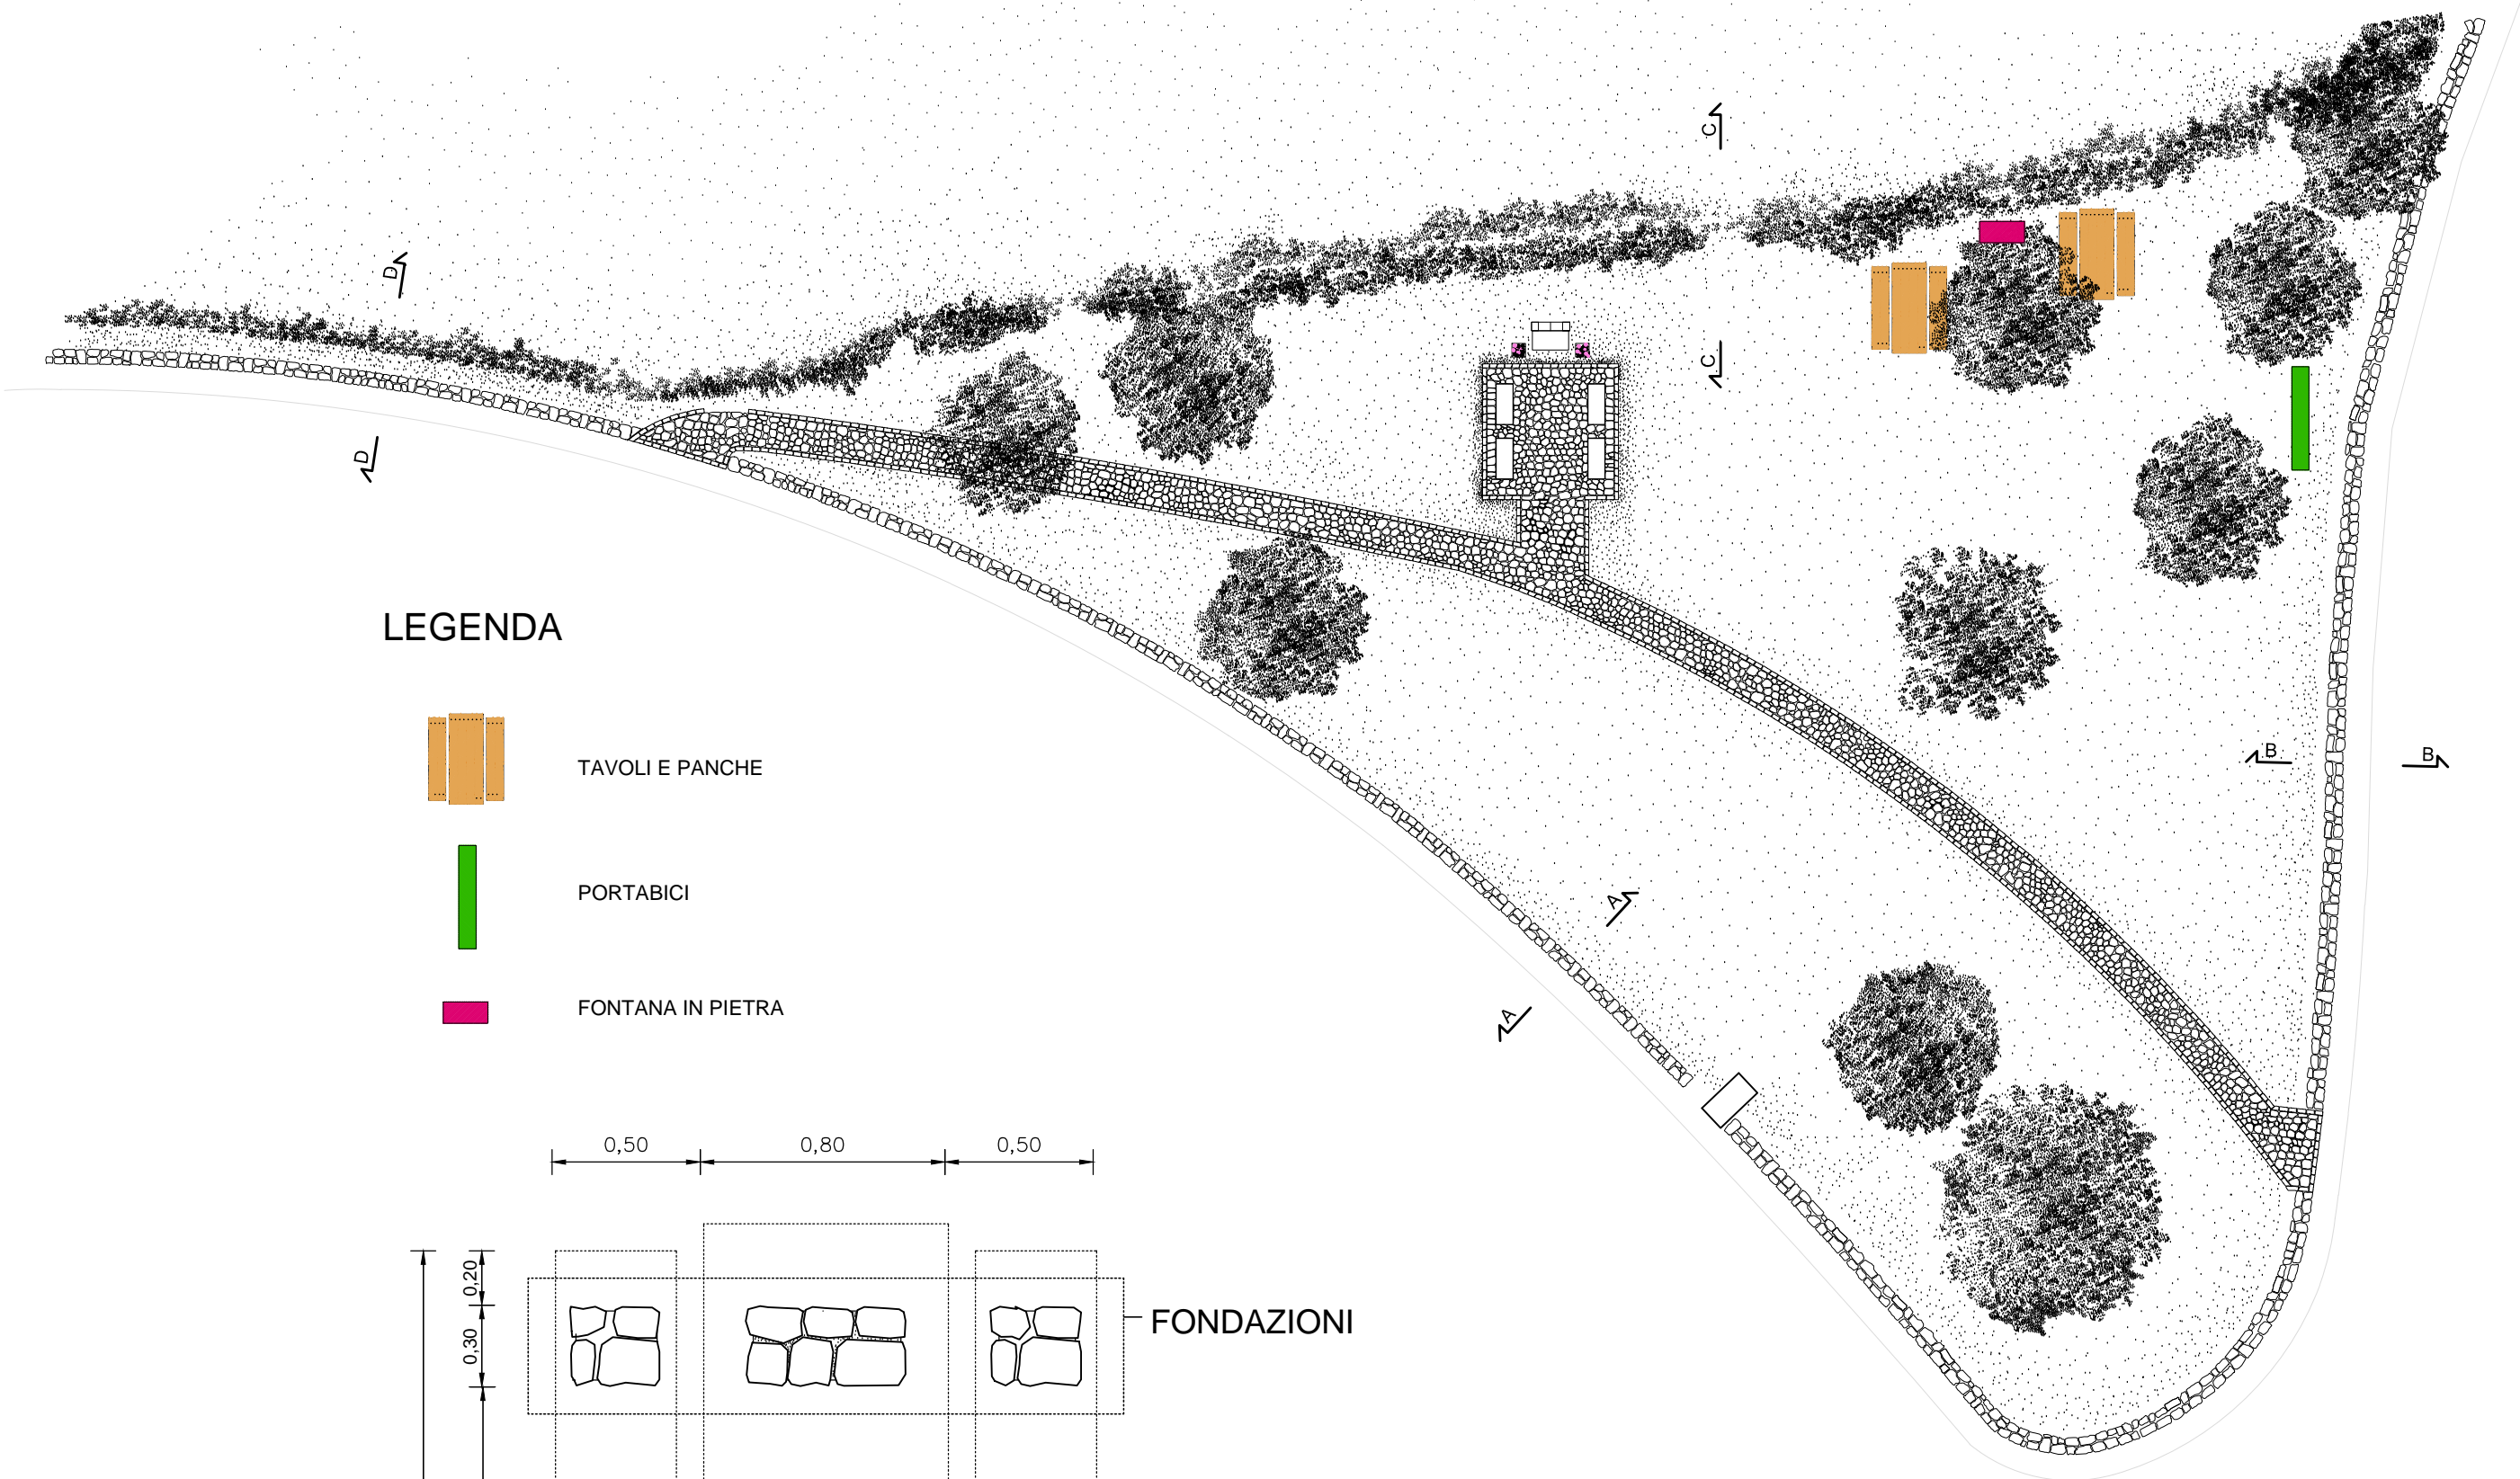 C
D
C
D
LEGENDA
TAVOLI E PANCHE
B
B
PORTABICI
A
FONTANA IN PIETRA
A
0,50 0,80 0,50
0,20
FONDAZIONI
0,30